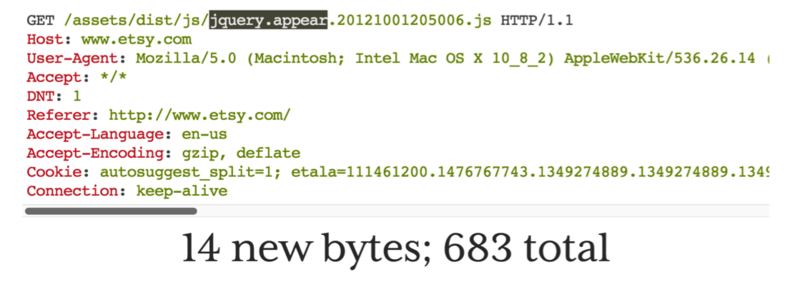 GET /assets/dist/js/jquery.appear.20121001205006.js HTTP/1.1
Host: www.etsy.com
User-Agent: Mozilla/5.0 (Macintosh; Intel Mac OS X 10_8_2) AppleWebKit/536.26.14 (
Accept: */*
DNT: 1
Referer: http://www.etsy.com/
Accept-Language: en-us
Accept-Encoding: gzip, deflate
Cookie: autosuggest_split=1; etala=111461200.1476767743.1349274889.1349274889.1349
Connection: keep-alive
14 new bytes; 683 total